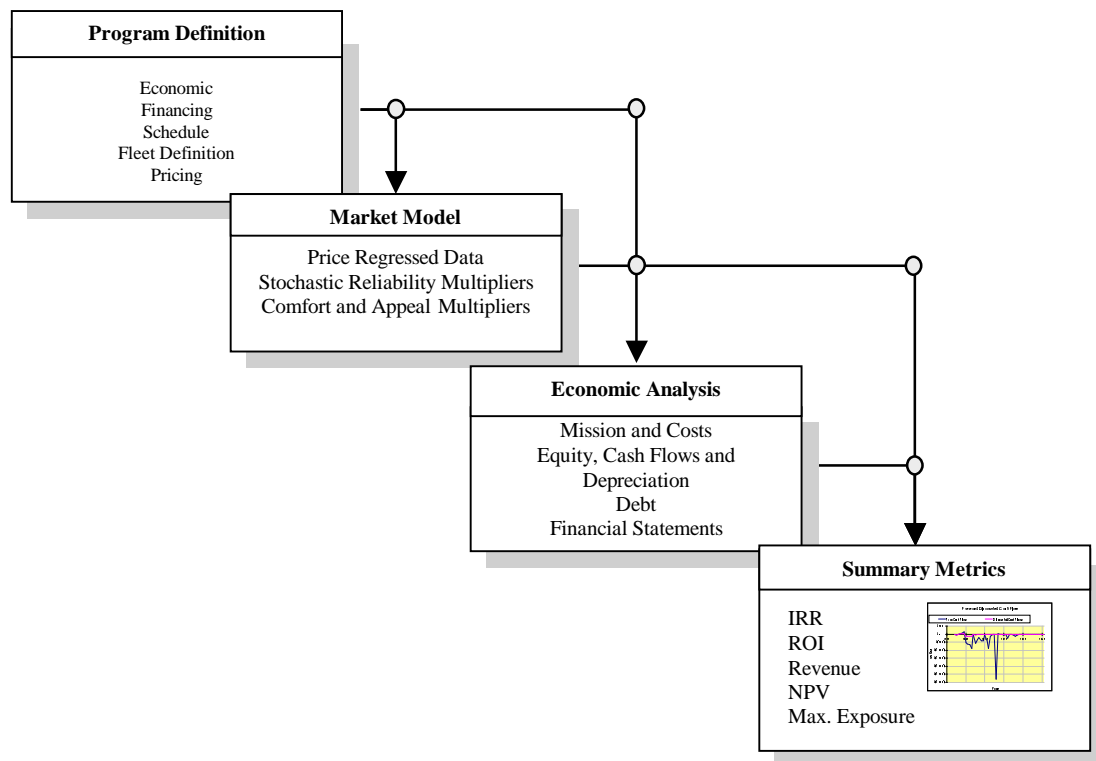 Program Definition
Economic
Financing
Schedule
Fleet Definition
Pricing
Market Model
Price Regressed Data
Stochastic Reliability Multipliers
Comfort and Appeal Multipliers
Economic Analysis
Mission and Costs
Equity, Cash Flows and
Depreciation
Debt
Financial Statements
Summary Metrics
IRR
ROI
Revenue
NPV
Max. Exposure